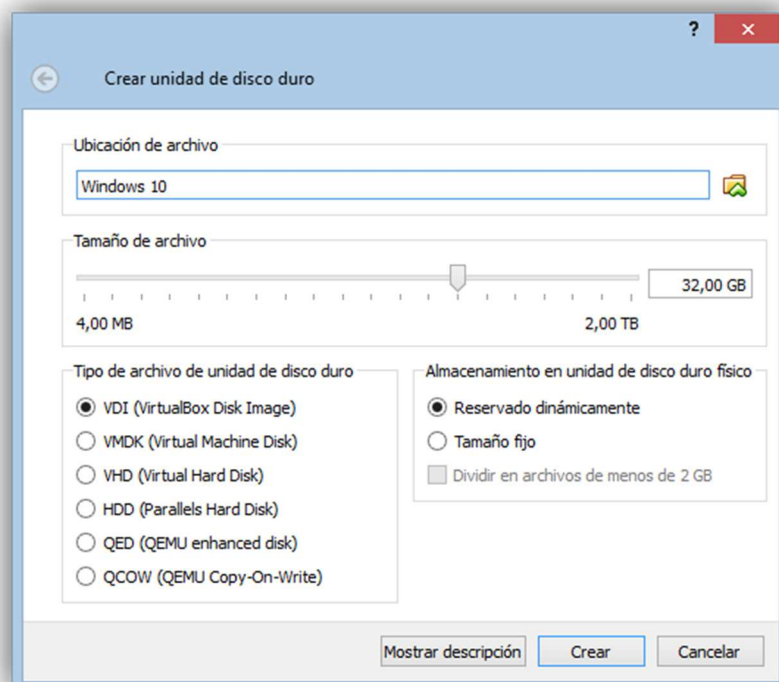 ?
Crear unidad de disco duro
Ubicación de archivo
Windows 10
Tamaño de archivo
32,00 GB
4,00 MB 2,00 TB
Tipo de archivo de unidad de disco duro
VDI (VirtualBox Disk Image)
VMDK (Virtual Machine Disk)
VHD (Virtual Hard Disk)
HDD (Parallels Hard Disk)
QED (QEMU enhanced disk)
QCOW (QEMU Copy-On-Write)
Almacenamiento en unidad de disco duro físico
Reservado dinámicamente
Tamaño fijo
Dividir en archivos de menos de 2 GB
Mostrar descripción Crear Cancelar